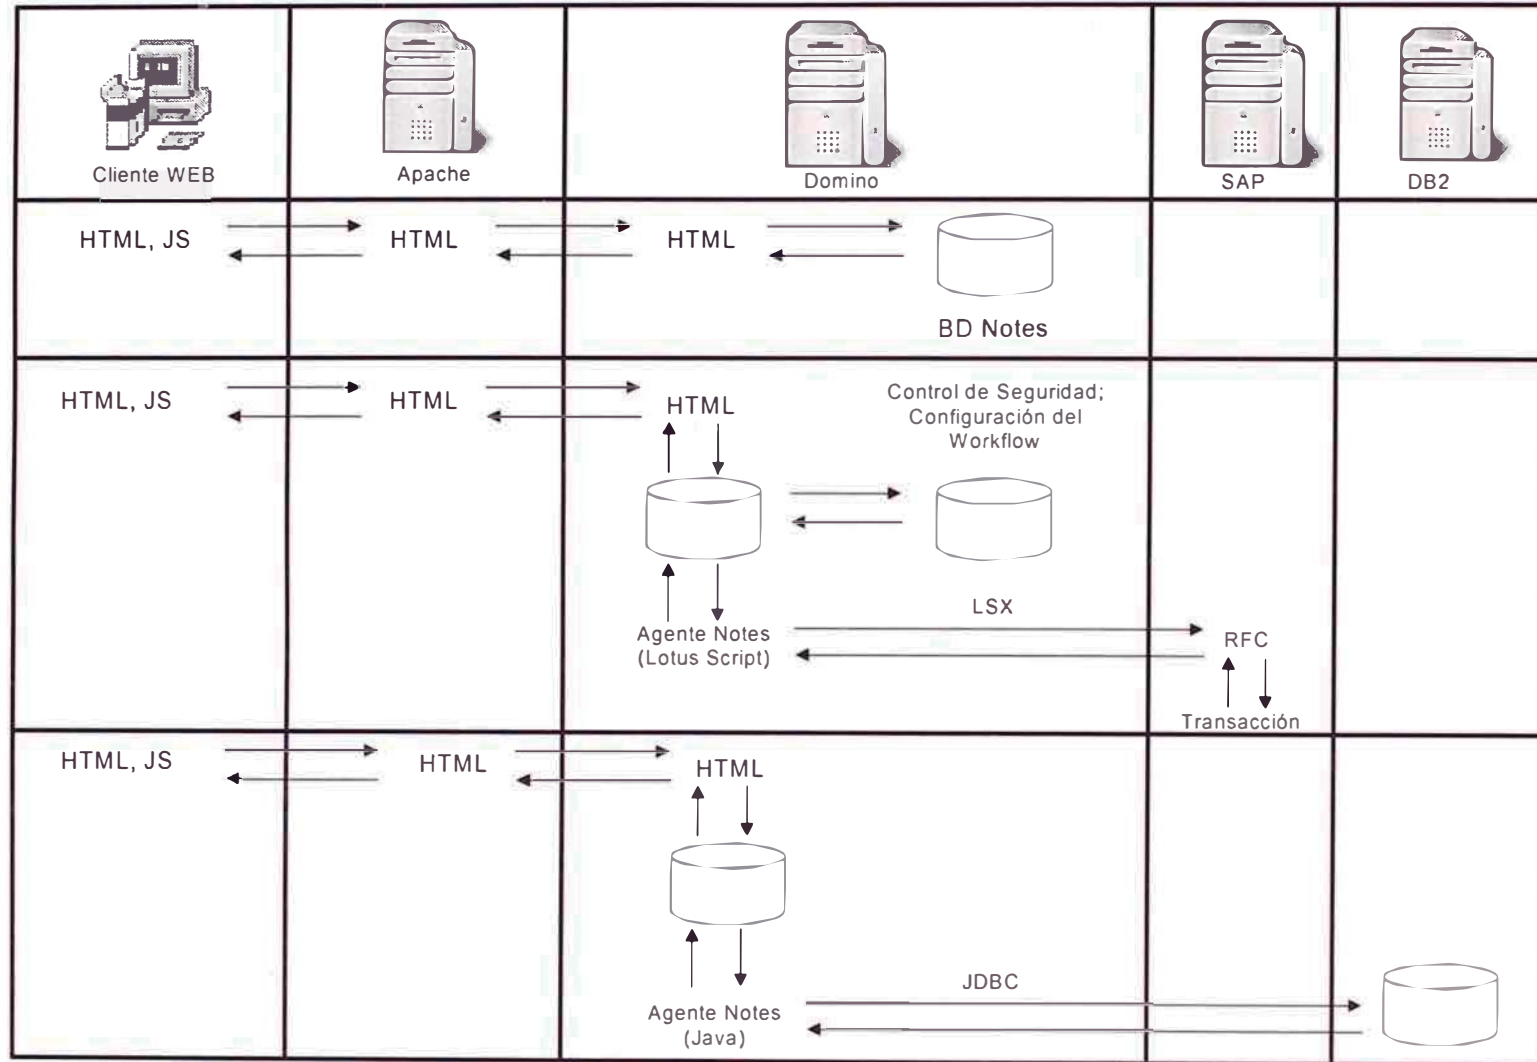 Cliente WEB
Apache
Domino
SAP
DB2
HTML, JS
HTML
HTML
BD Notes
HTML, JS
HTML
HTML
Control de Seguridad;
Configuración del
Workflow
LSX
Agente Notes
(Lotus Script)
RFC
Transacción
HTML, JS
HTML
HTML
JDBC
Agente Notes
(Java)